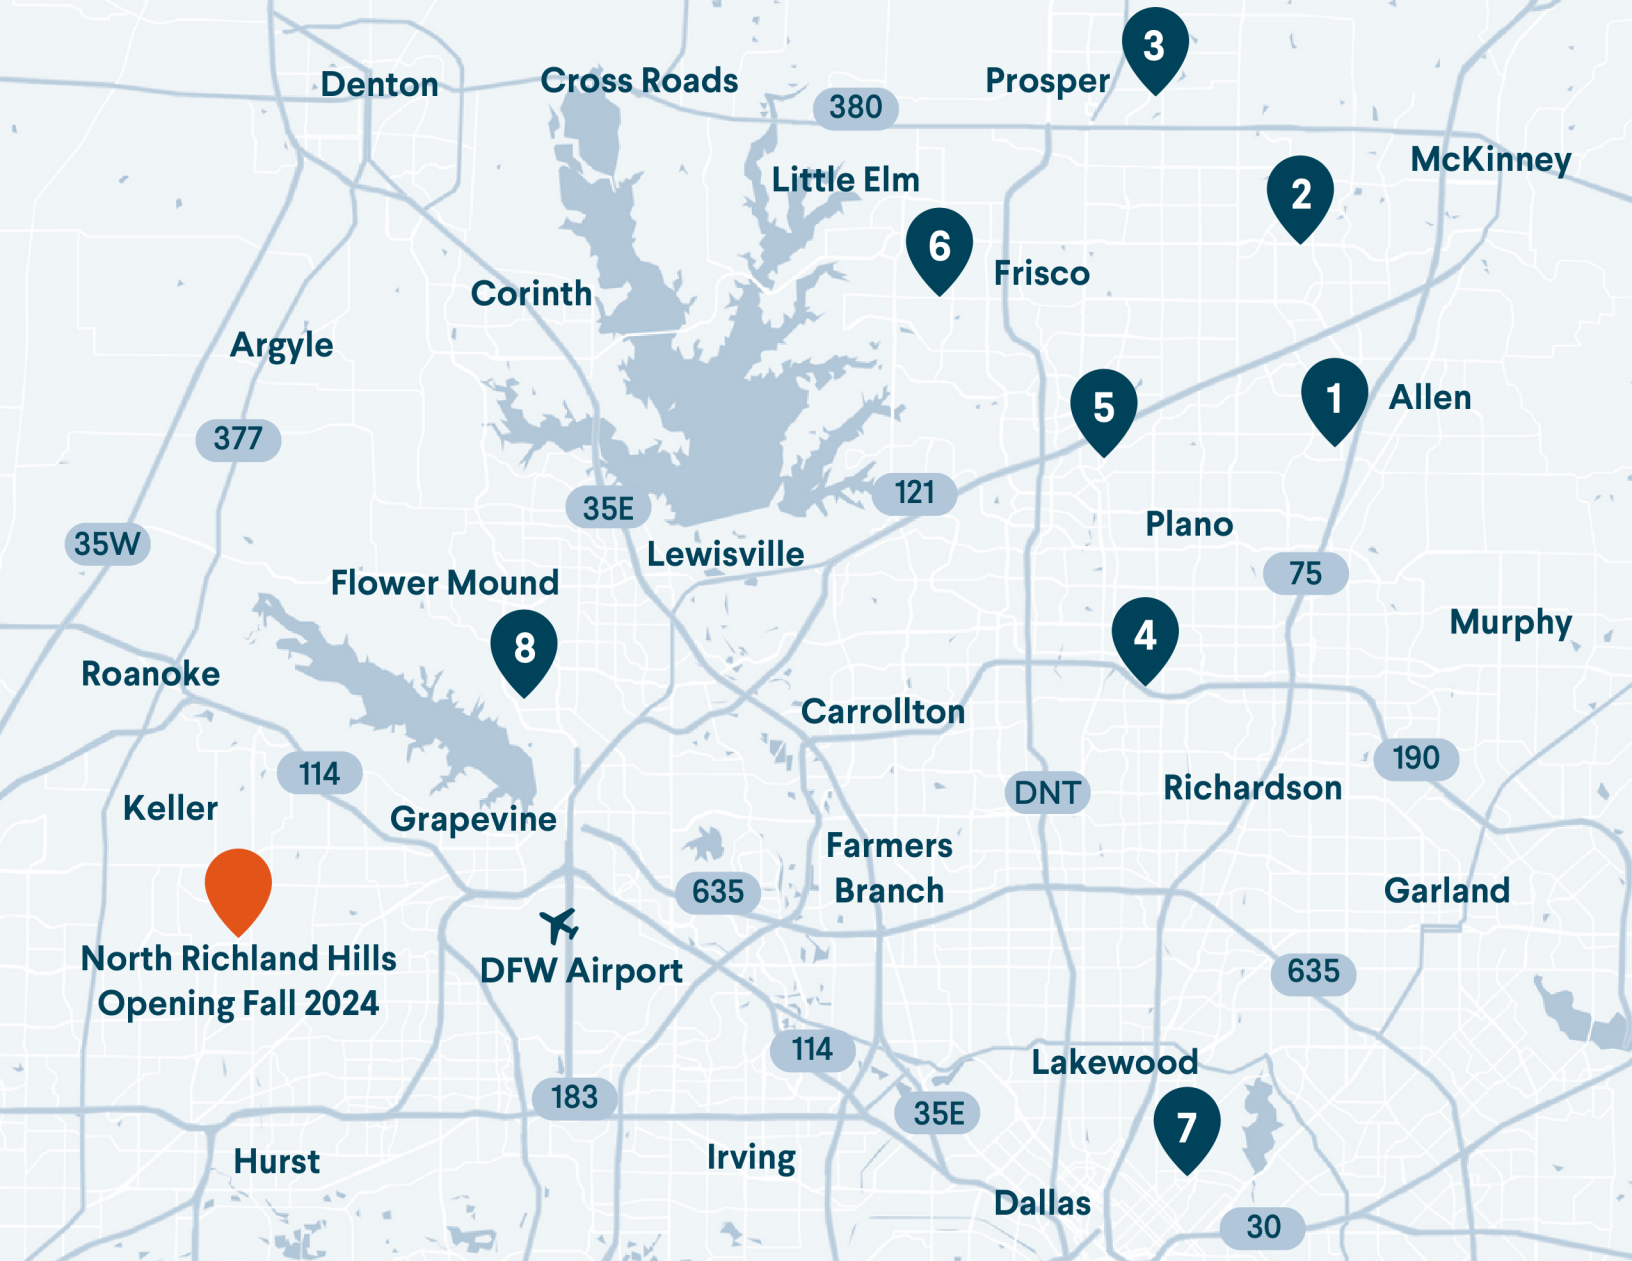 3
Denton
Cross Roads
Prosper
380
McKinney
Little Elm
2
6
Frisco
Corinth
Argyle
5
1
Allen
377
121
35E
Plano
35W
Lewisville
75
Flower Mound
Murphy
8
4
Roanoke
Carrollton
190
114
DNT
Richardson
Keller
Grapevine
Farmers
Branch
635
Garland
North Richland Hills
Opening Fall 2024
DFW Airport
635
114
Lakewood
183
35E
7
Hurst
Irving
Dallas
30